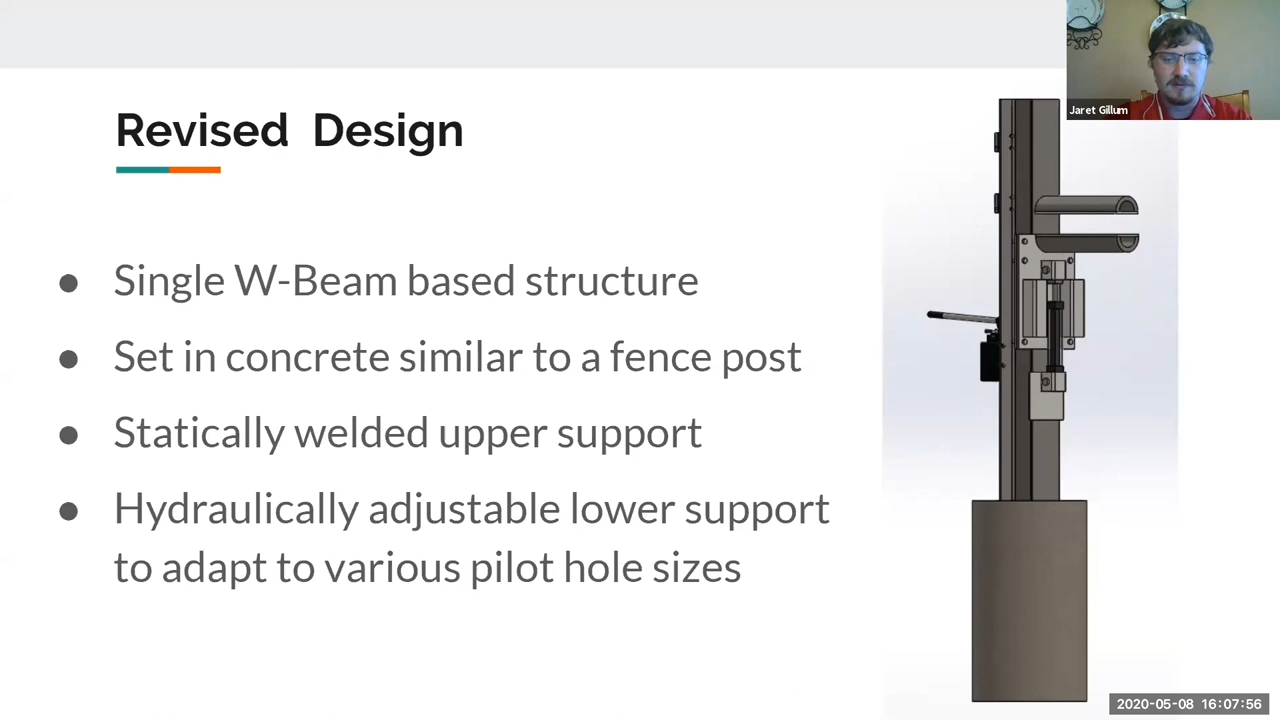 Jaret Gillum
Revised Design
● Single W-Beam based structure
● Set in concrete similar to a fence post
● Statically welded upper support
● Hydraulically adjustable lower support
to adapt to various pilot hole sizes
2020-05-08 16:07:56